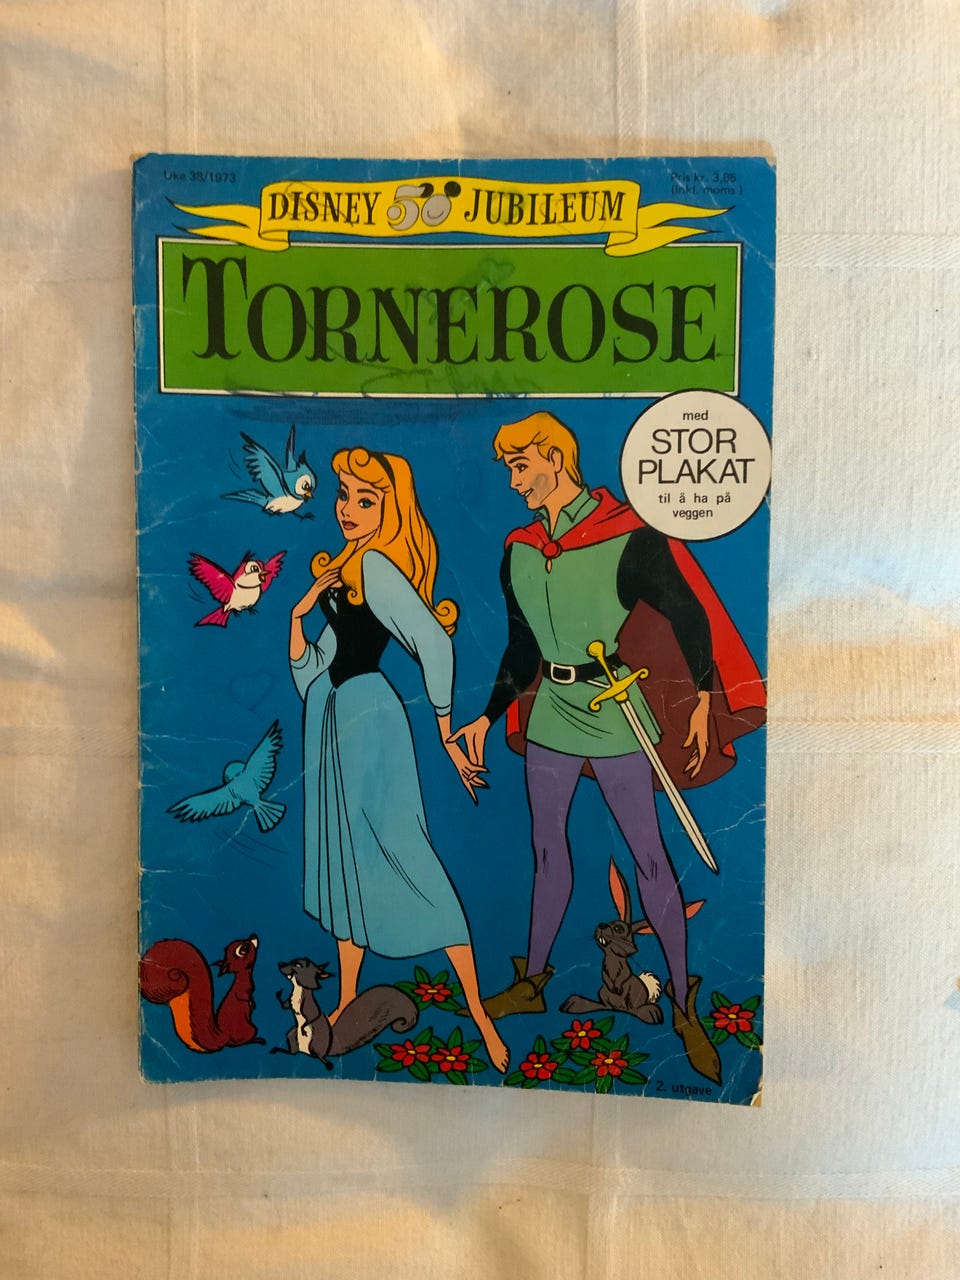 Uke 38/1973
Pris kr. 3,85
(inkl. moms)
DISNEY 50 JUBILEUM
TORNEROSE
med
STOR
PLAKAT
til å ha på
veggen
2. utgave